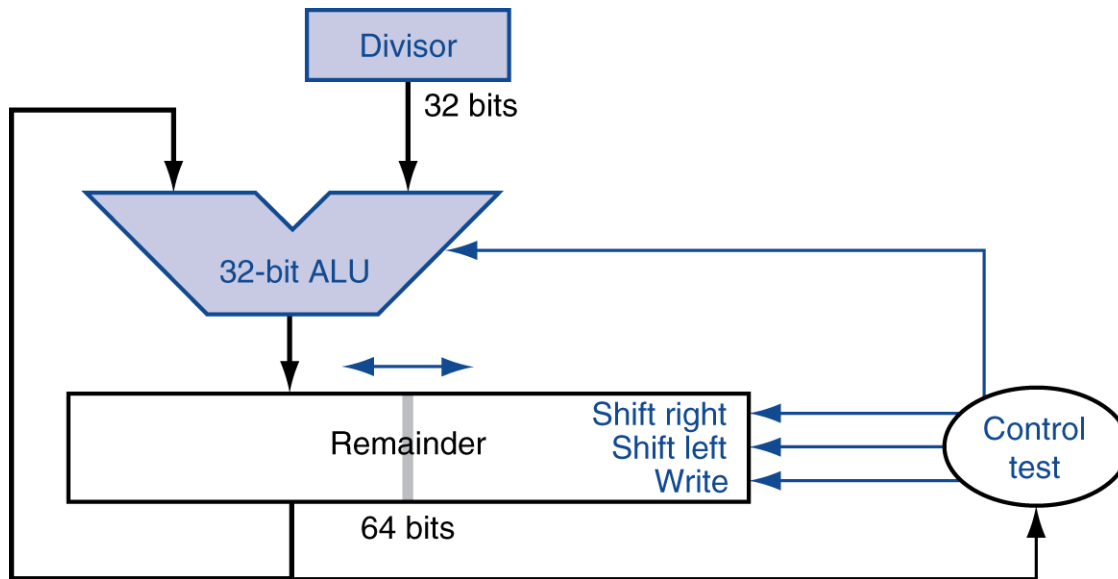 Divisor
32 bits
32-bit ALU
Shift right
Remainder
Shift left
Write
64 bits
Control
test